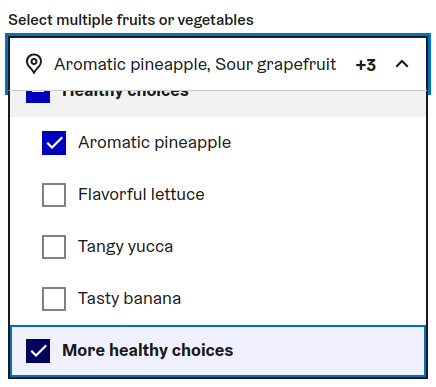 Select multiple fruits or vegetables
Aromatic pineapple, Sour grapefruit +3
Healthy choices
Aromatic pineapple
Flavorful lettuce
Tangy yucca
Tasty banana
More healthy choices